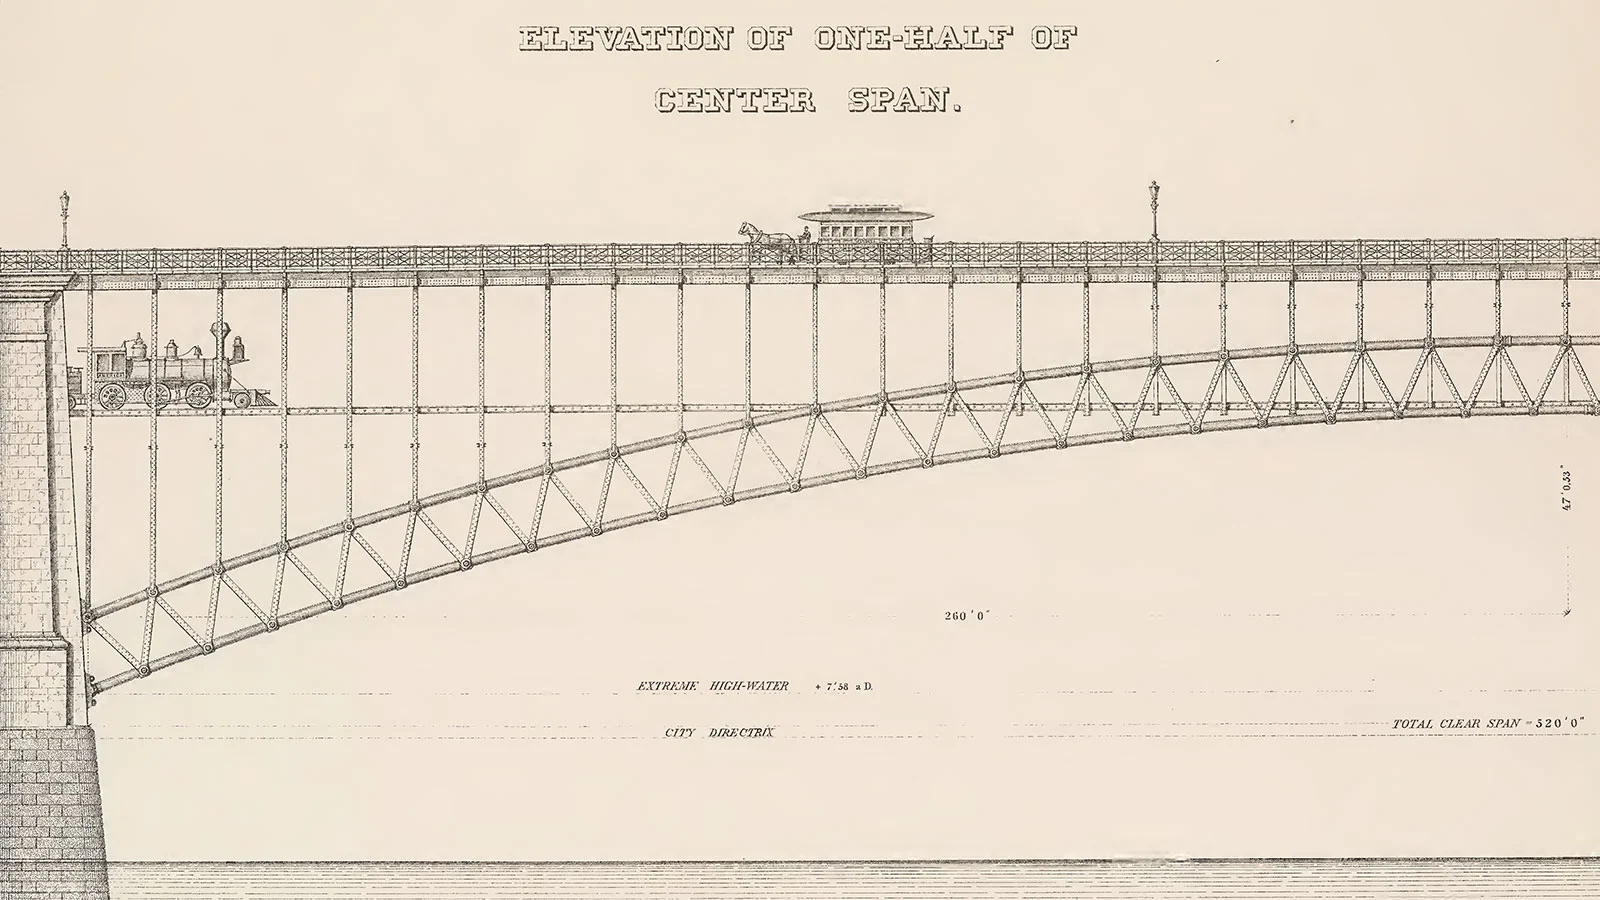 ELEVATION OF ONE-HALF OF
CENTER SPAN.
47' 0.53"
260' 0"
EXTREME HIGH-WATER + 7.'58 a D.
TOTAL CLEAR SPAN = 520' 0"
CITY DIRECTRIX